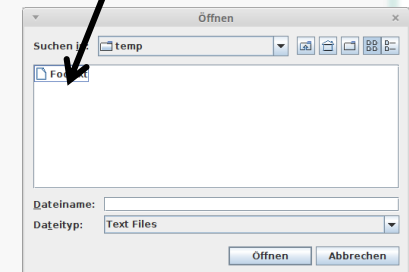 Öffnen
Suchen in: temp
Dateiname:
Dateityp: Text Files
Öffnen Abbrechen